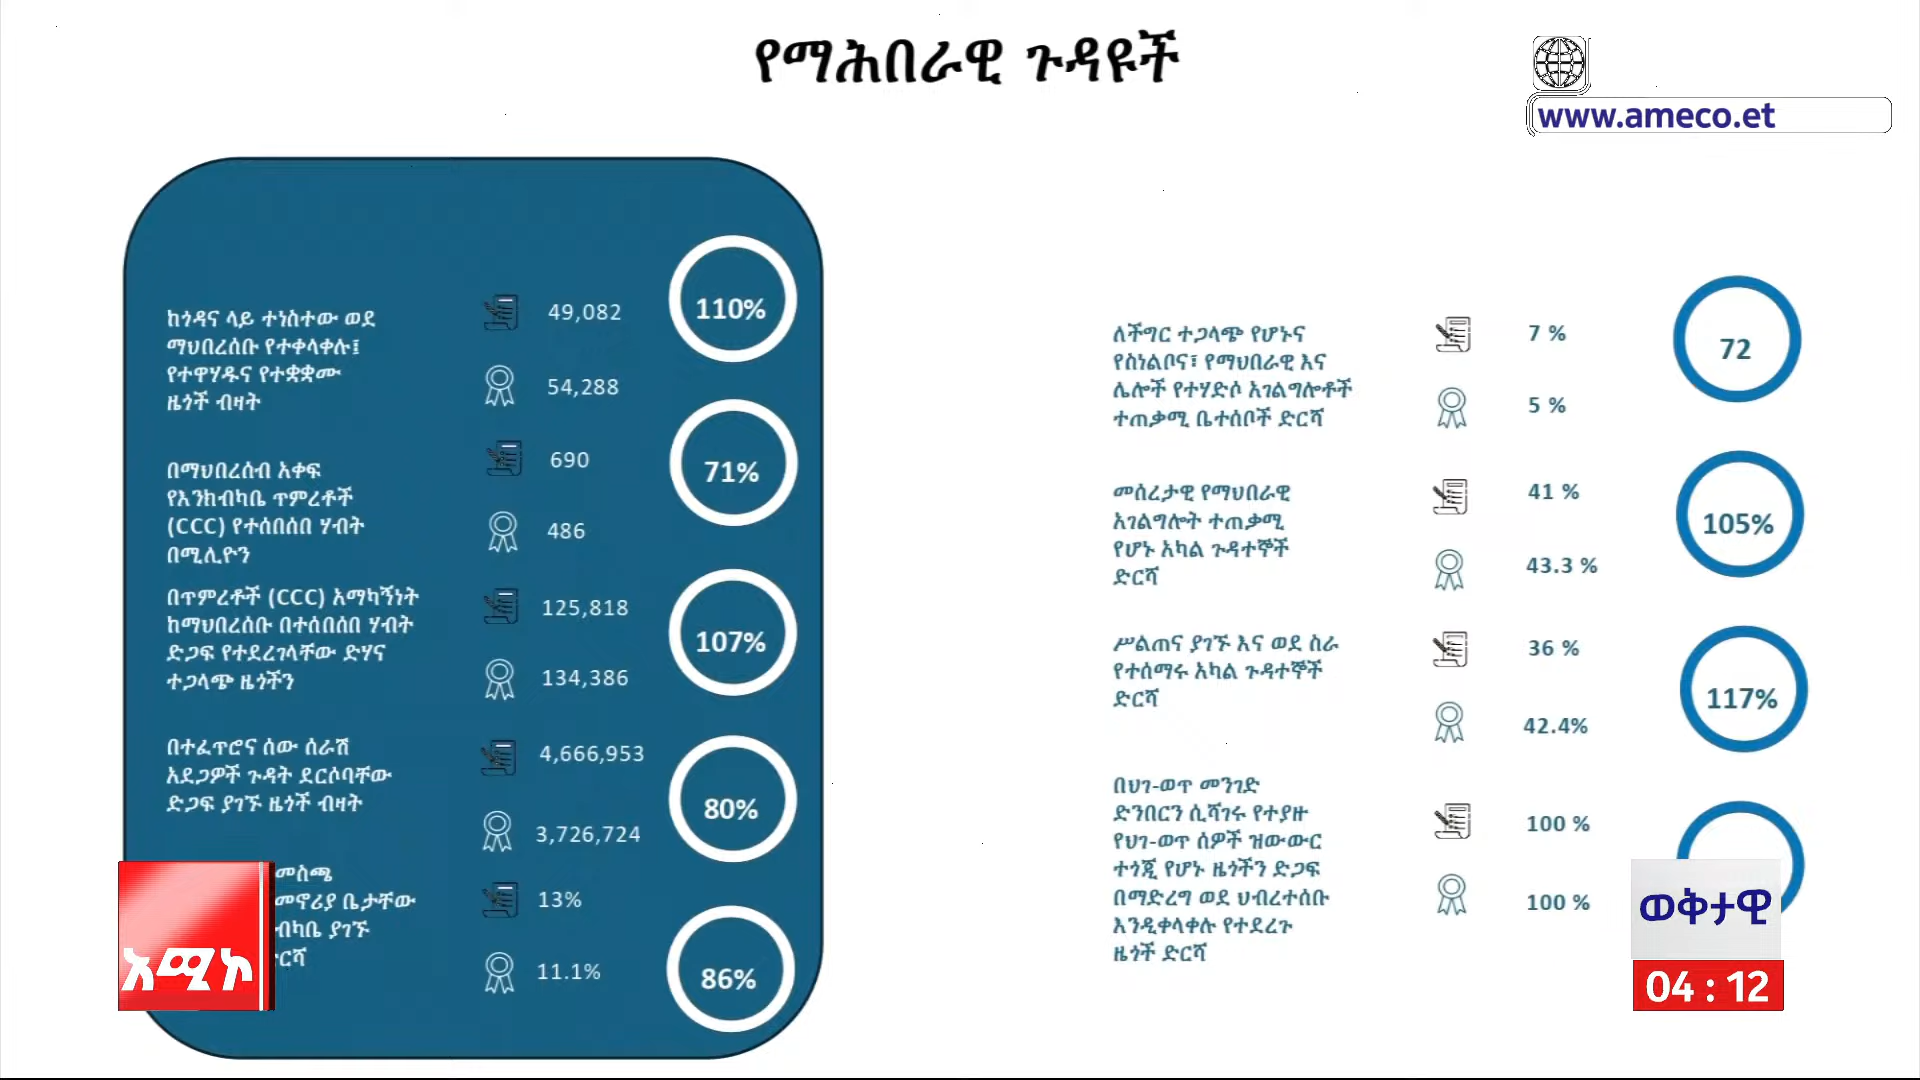 የማሕበራዊ ጉዳዩች
www.ameco.et
ከጎዳና ላይ ተነስተው ወደ
ማህበረሰቡ የተቀላቀሉ፤
የተዋሃዱና የተቋቋሙ
ዜጎች ብዛት
49,082
54,288
110%
በማህበረሰብ አቀፍ
የእንክብካቤ ጥምረቶች
(CCC) የተሰበሰበ ሃብት
በሚሊዮን
690
486
71%
በጥምረቶች (CCC) አማካኝነት
ከማህበረሰቡ በተሰበሰበ ሃብት
ድጋፍ የተደረገላቸው ድሃና
ተጋላጭ ዜጎችን
125,818
134,386
107%
በተፈጥሮና ሰው ሰራሽ
አደጋዎች ጉዳት ደርሶባቸው
ድጋፍ ያገኙ ዜጎች ብዛት
4,666,953
3,726,724
80%
መስጫ
መኖሪያ ቤታቸው
ብካቤ ያገኙ
ርሻ
13%
11.1%
86%
ለችግር ተጋላጭ የሆኑና
የስነልቦና፣ የማህበራዊ እና
ሌሎች የተሃድሶ አገልግሎቶች
ተጠቃሚ ቤተሰቦች ድርሻ
7 %
5 %
72
መሰረታዊ የማህበራዊ
አገልግሎት ተጠቃሚ
የሆኑ አካል ጉዳተኞች
ድርሻ
41 %
43.3 %
105%
ሥልጠና ያገኙ እና ወደ ስራ
የተሰማሩ አካል ጉዳተኞች
ድርሻ
36 %
42.4%
117%
በህገ-ወጥ መንገድ
ድንበርን ሲሻገሩ የተያዙ
የህገ-ወጥ ሰዎች ዝውውር
ተጎጂ የሆኑ ዜጎችን ድጋፍ
በማድረግ ወደ ህብረተሰቡ
እንዲቀላቀሉ የተደረጉ
ዜጎች ድርሻ
100 %
100 %
አሚኮ
ወቅታዊ
04 : 12